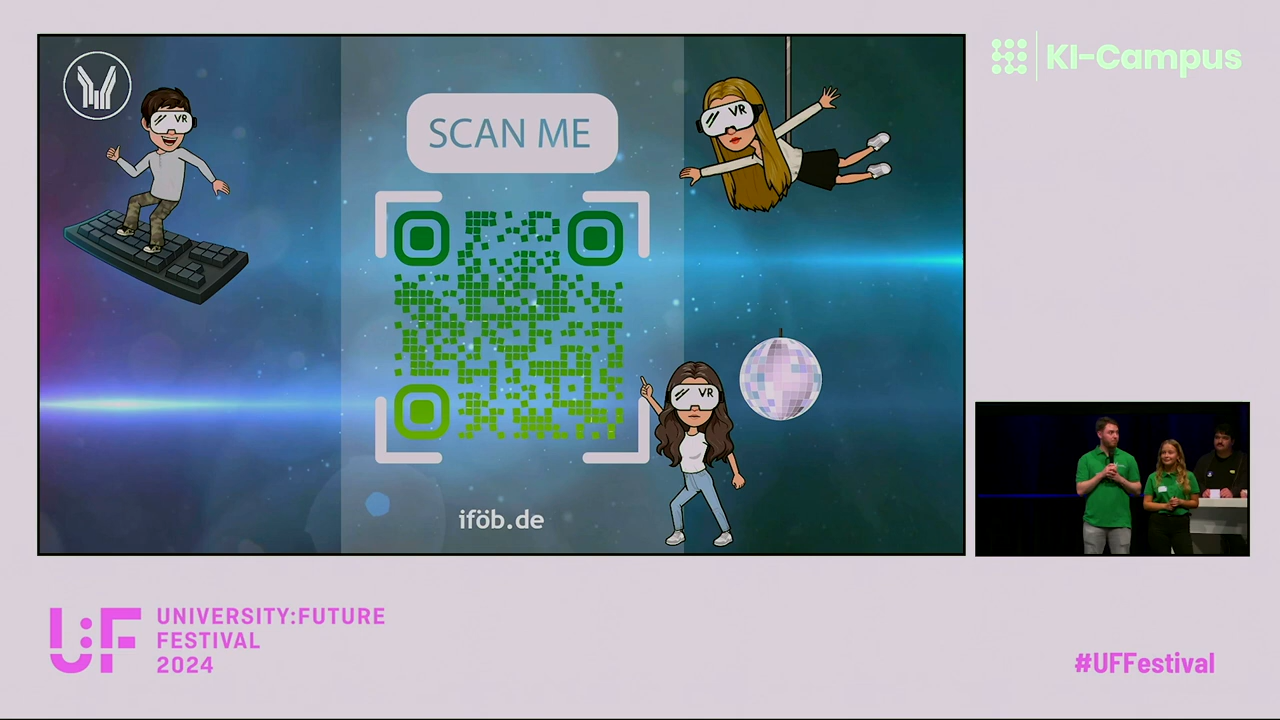 KI-Campus
VR
SCAN ME
VR
VR
iföb.de
U:F
UNIVERSITY:FUTURE
FESTIVAL
2024
#UFFestival